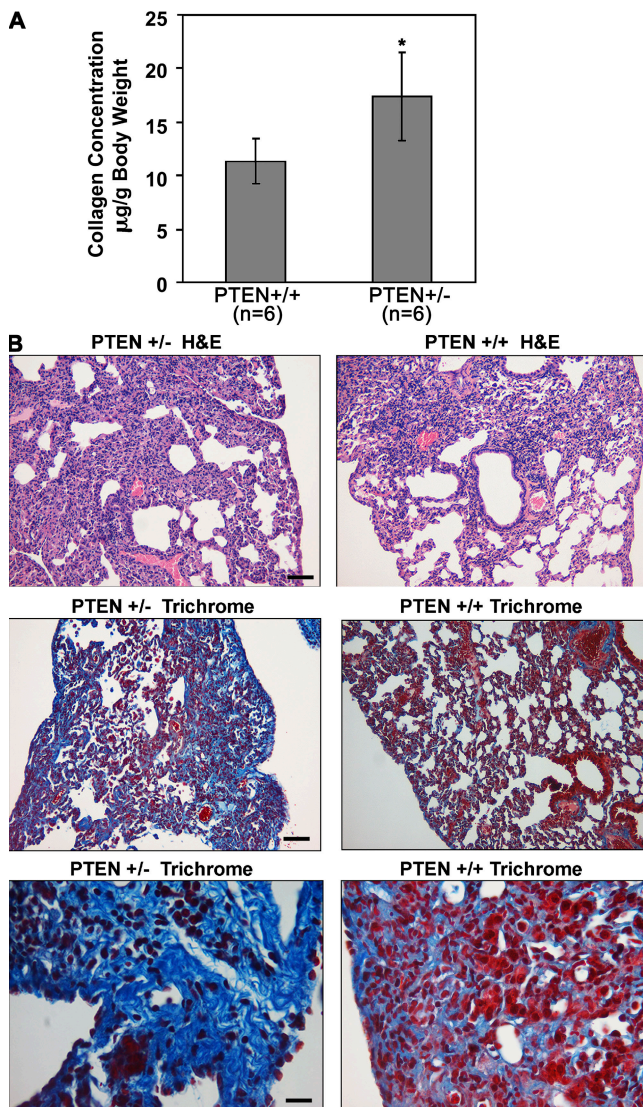 A
Collagen Concentration
µg/g Body Weight
25
20
15
10
5
0
*
PTEN+/+
(n=6)
PTEN+/-
(n=6)
B
PTEN +/- H&E
PTEN +/+ H&E
PTEN +/- Trichrome
PTEN +/+ Trichrome
PTEN +/- Trichrome
PTEN +/+ Trichrome